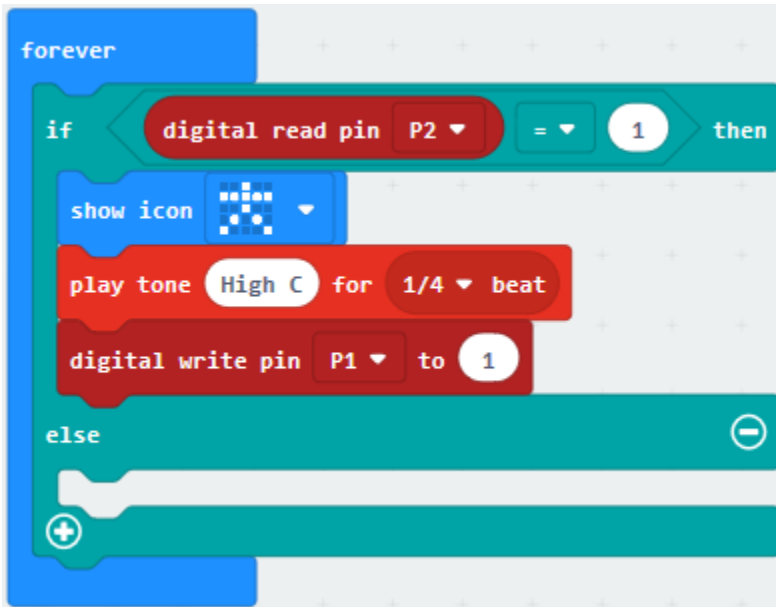 forever
if digital read pin P2 = 1 then
show icon
play tone High C for 1/4 beat
digital write pin P1 to 1
else